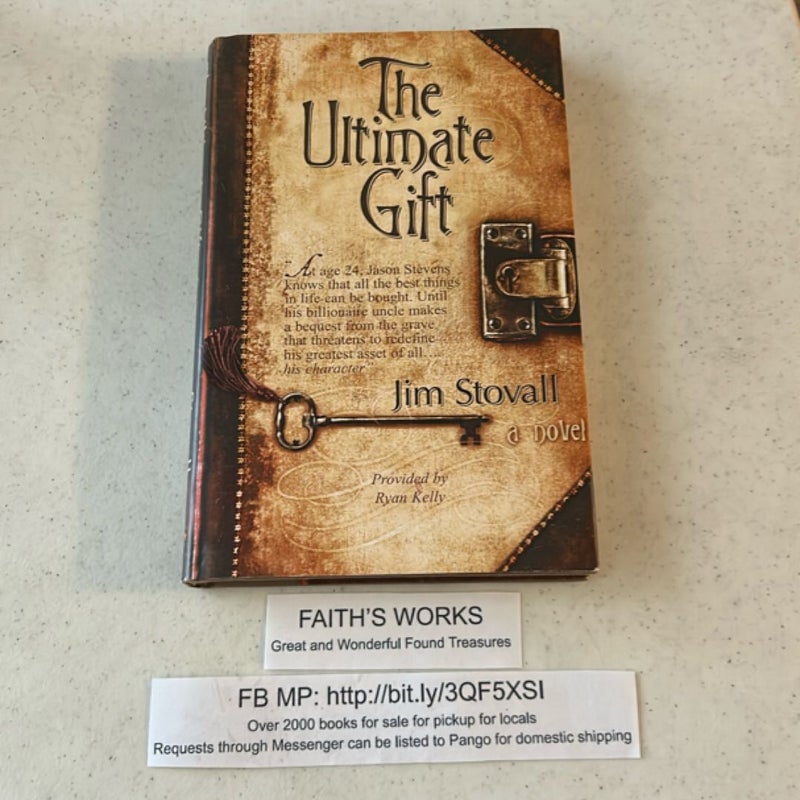 The
Ultimate
Gift
"At age 24, Jason Stevens
knows that all the best things
in life can be bought. Until
his billionaire uncle makes
a bequest from the grave
that threatens to redefine
his greatest asset of all....
his character"
Jim Stovall
a novel
Provided by
Ryan Kelly
FAITH'S WORKS
Great and Wonderful Found Treasures
FB MP: http://bit.ly/3QF5XSI
Over 2000 books for sale for pickup for locals
Requests through Messenger can be listed to Pango for domestic shipping